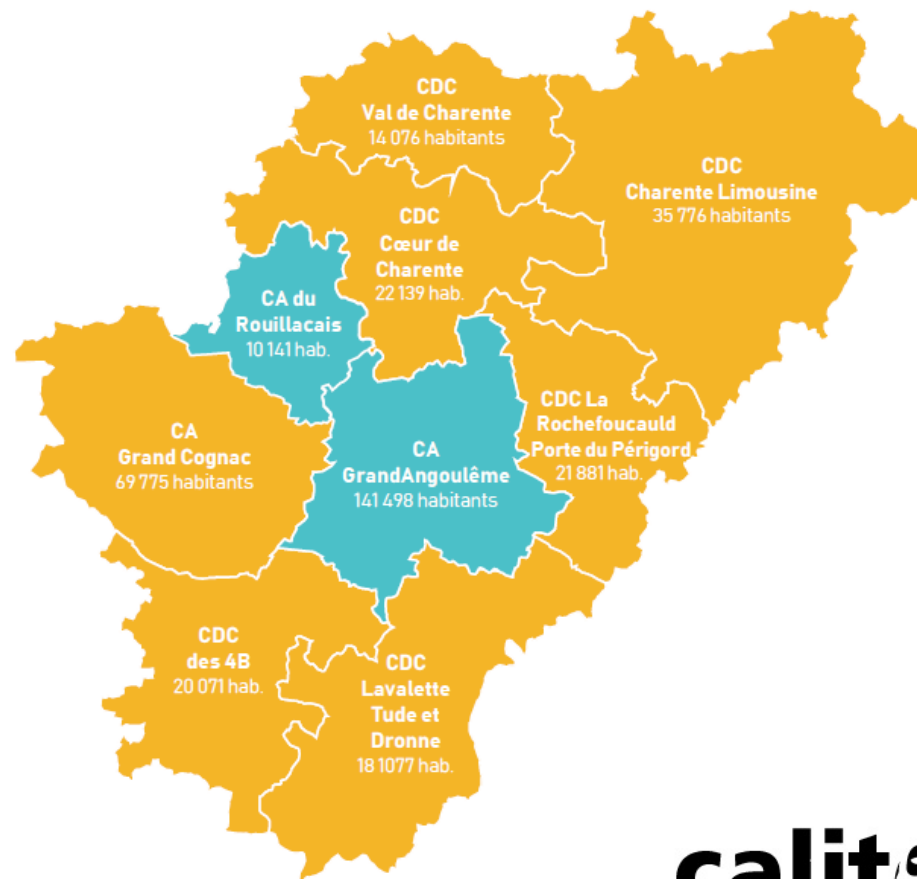 CDC
Val de Charente
14 076 habitants
CDC
Charente Limousine
35 776 habitants
CDC
Cœur de
Charente
22 139 hab.
CA du
Rouillacais
10 141 hab.
CDC La
Rochefoucauld
Porte du Périgord
21 881 hab.
CA
Grand Cognac
69 775 habitants
CA
GrandAngoulême
141 498 habitants
CDC
des 4B
20 071 hab.
CDC
Lavalette
Tude et
Dronne
18 1077 hab.